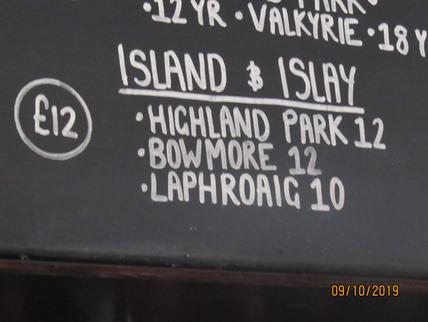 ·12 YR · VALKYRIE · 18 Y
ISLAND & ISLAY
£12
· HIGHLAND PARK 12
· BOWMORE 12
· LAPHROAIG 10
09/10/2019